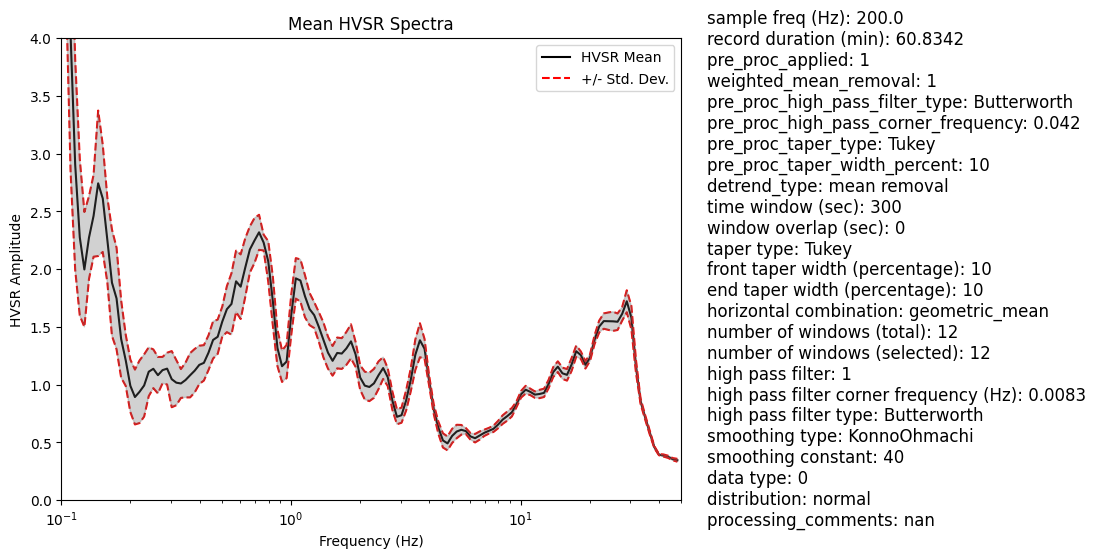 Mean HVSR Spectra
HVSR Mean
+/- Std. Dev.
HVSR Amplitude
4.0
3.5
3.0
2.5
2.0
1.5
1.0
0.5
0.0
10⁻¹
10⁰
10¹
Frequency (Hz)
sample freq (Hz): 200.0
record duration (min): 60.8342
pre_proc_applied: 1
weighted_mean_removal: 1
pre_proc_high_pass_filter_type: Butterworth
pre_proc_high_pass_corner_frequency: 0.042
pre_proc_taper_type: Tukey
pre_proc_taper_width_percent: 10
detrend_type: mean removal
time window (sec): 300
window overlap (sec): 0
taper type: Tukey
front taper width (percentage): 10
end taper width (percentage): 10
horizontal combination: geometric_mean
number of windows (total): 12
number of windows (selected): 12
high pass filter: 1
high pass filter corner frequency (Hz): 0.0083
high pass filter type: Butterworth
smoothing type: KonnoOhmachi
smoothing constant: 40
data type: 0
distribution: normal
processing_comments: nan